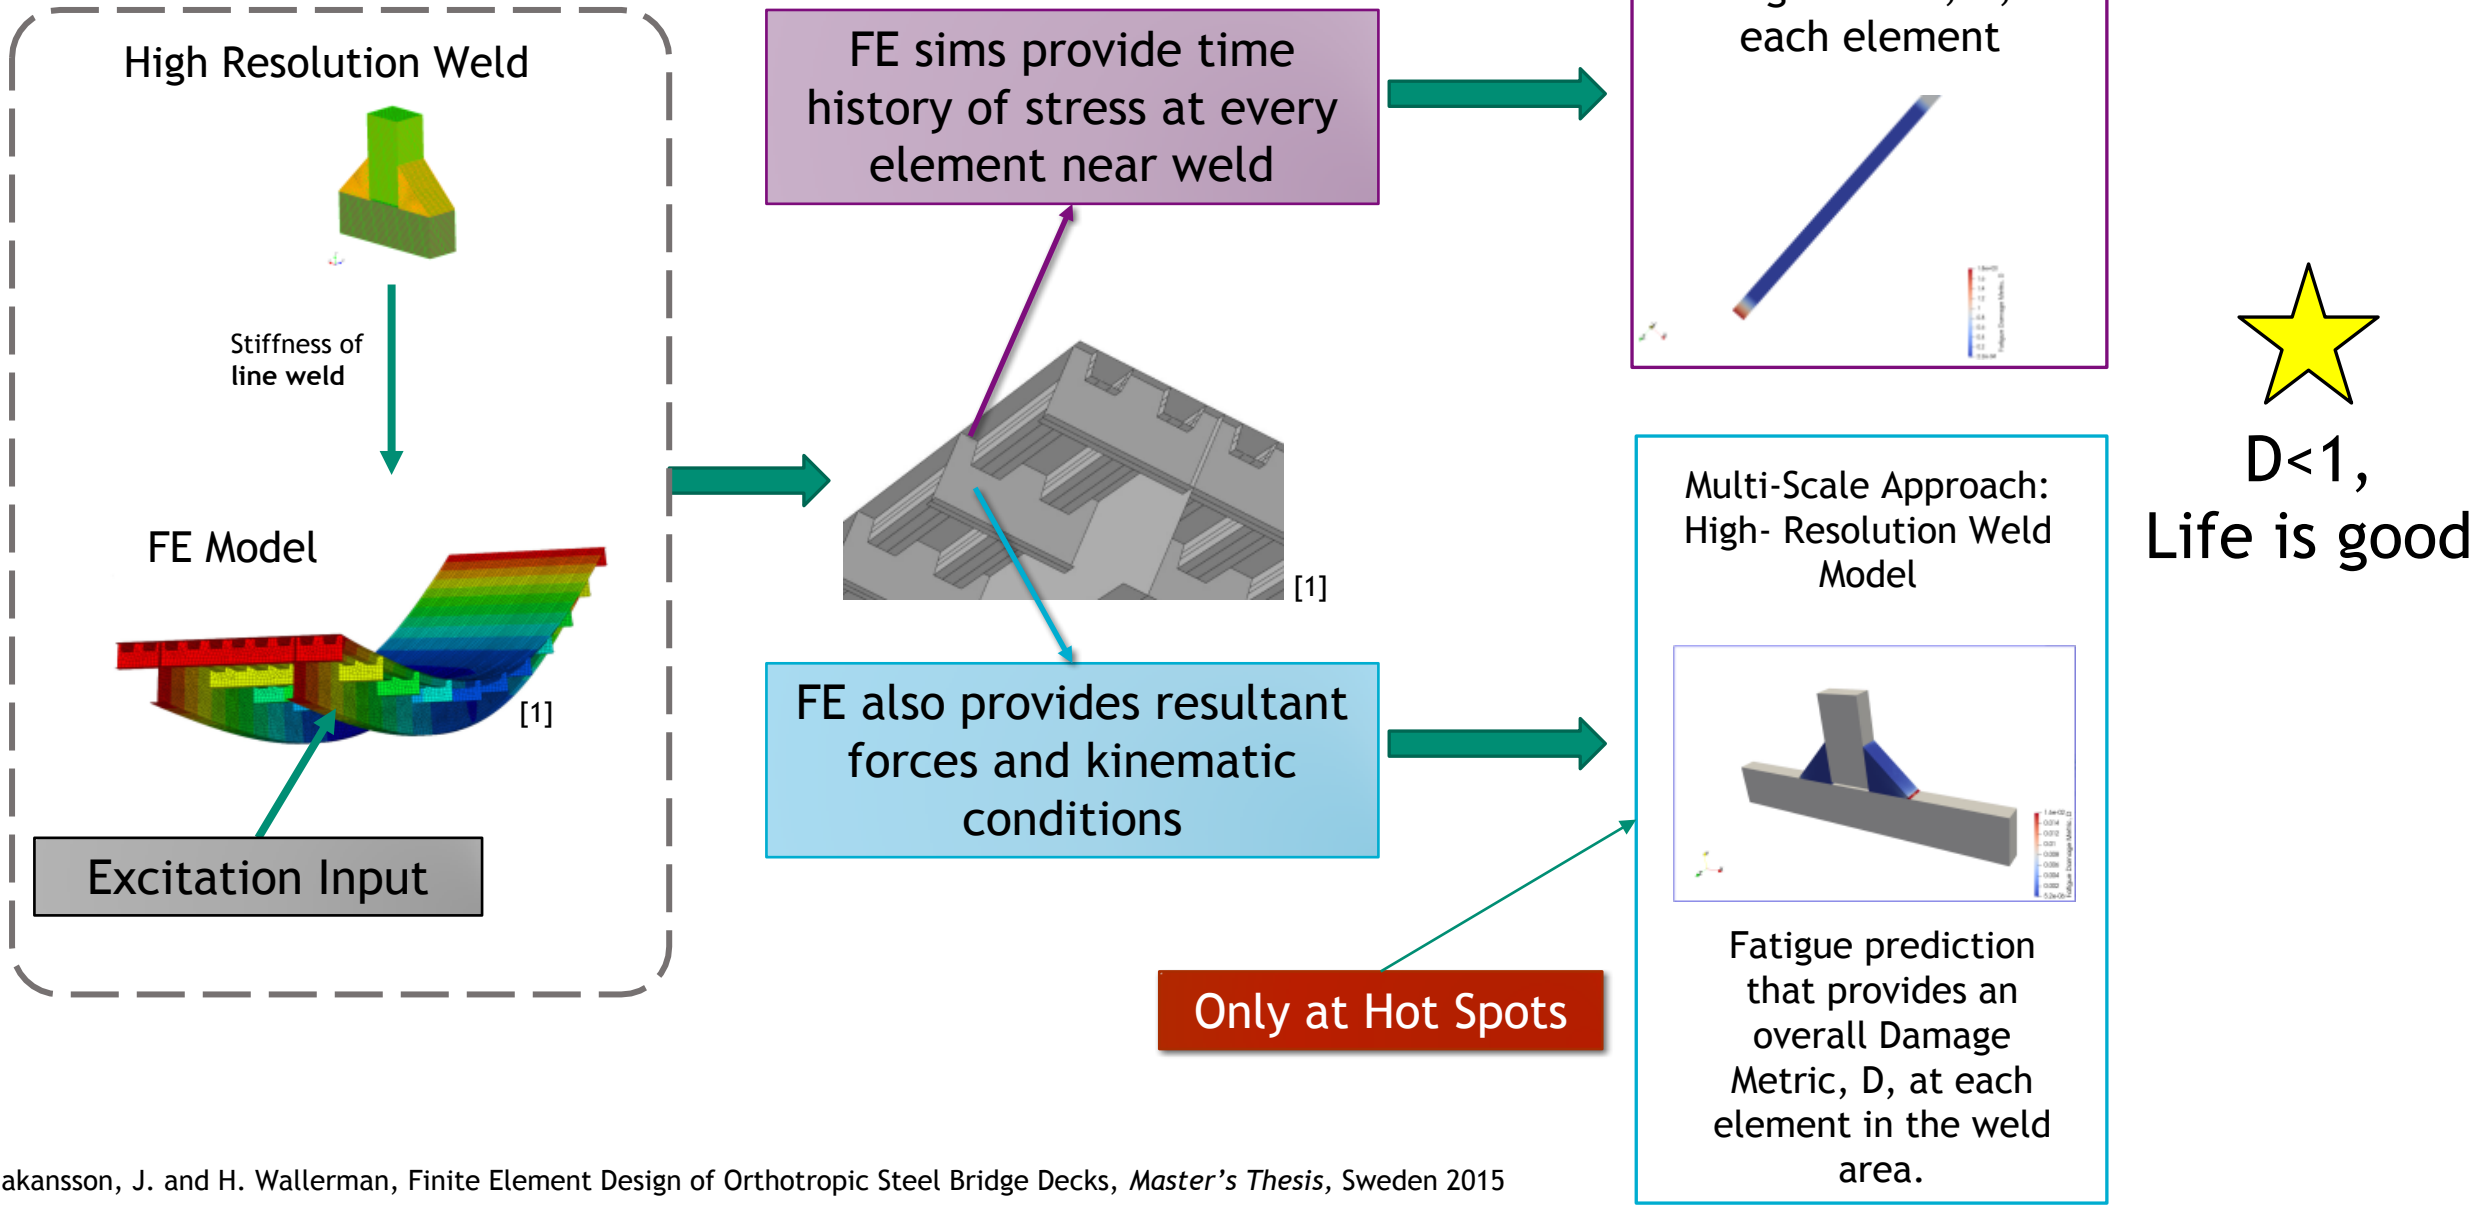 High Resolution Weld
Stiffness of
line weld
FE Model
[1]
Excitation Input
FE sims provide time
history of stress at every
element near weld
[1]
FE also provides resultant
forces and kinematic
conditions
Only at Hot Spots
each element
Multi-Scale Approach:
High- Resolution Weld
Model
Fatigue prediction
that provides an
overall Damage
Metric, D, at each
element in the weld
area.
D<1,
Life is good
akansson, J. and H. Wallerman, Finite Element Design of Orthotropic Steel Bridge Decks, Master's Thesis, Sweden 2015